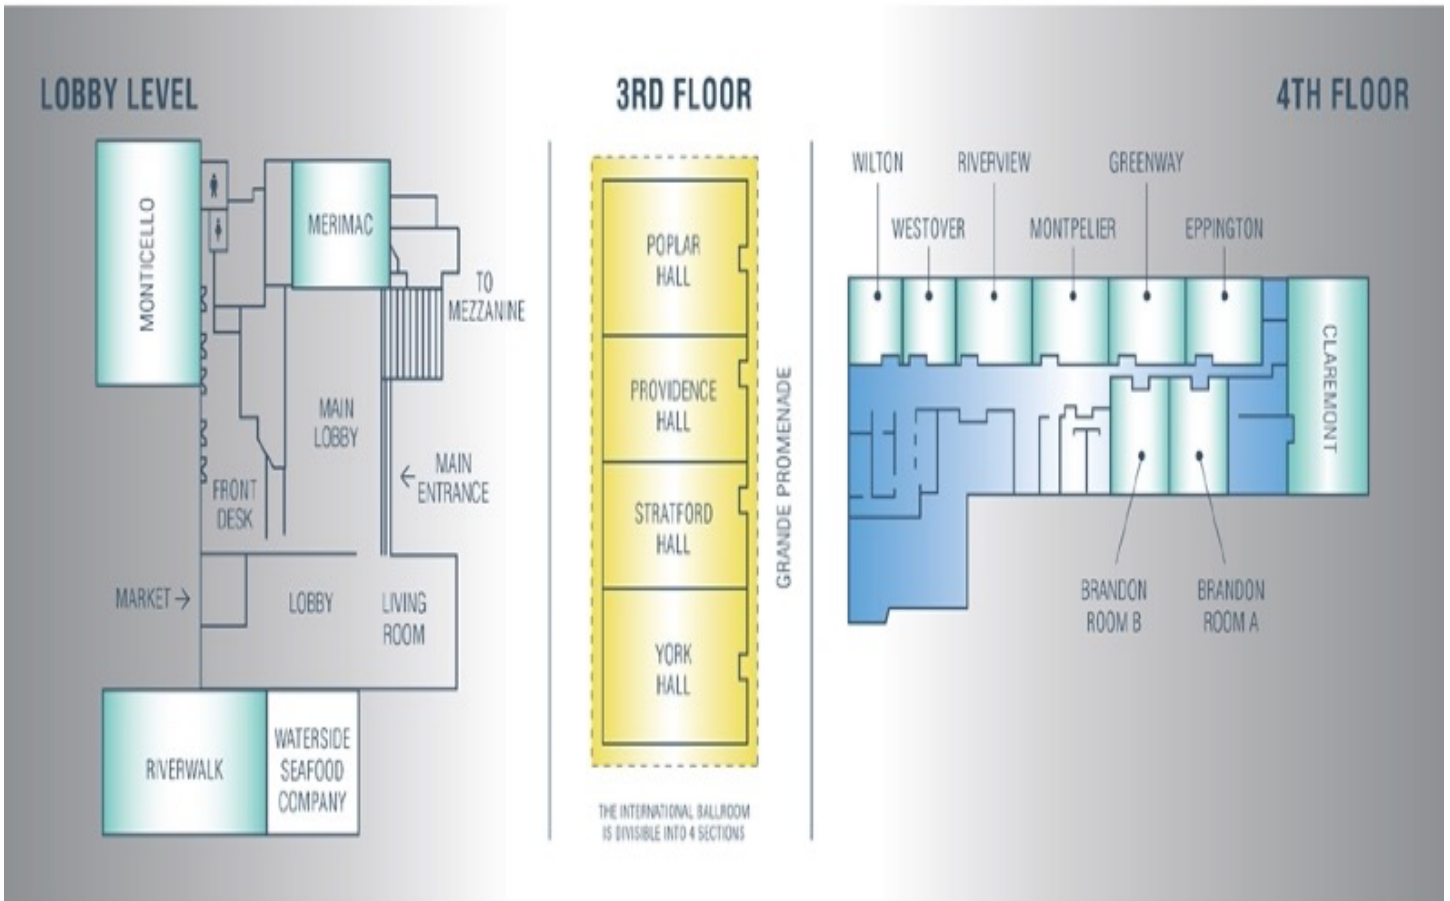 LOBBY LEVEL
MONTICELLO
MERIMAC
TO
MEZZANINE
MAIN
LOBBY
MAIN
ENTRANCE
FRONT
DESK
MARKET
LOBBY
LIVING
ROOM
RIVERWALK
WATERSIDE
SEAFOOD
COMPANY
3RD FLOOR
POPLAR
HALL
PROVIDENCE
HALL
STRATFORD
HALL
YORK
HALL
GRANDE PROMENADE
THE INTERNATIONAL BALLROOM
IS DIVISIBLE INTO 4 SECTIONS
4TH FLOOR
WILTON
RIVERVIEW
GREENWAY
WESTOVER
MONTPELIER
EPPINGTON
CLAREMONT
BRANDON
ROOM B
BRANDON
ROOM A